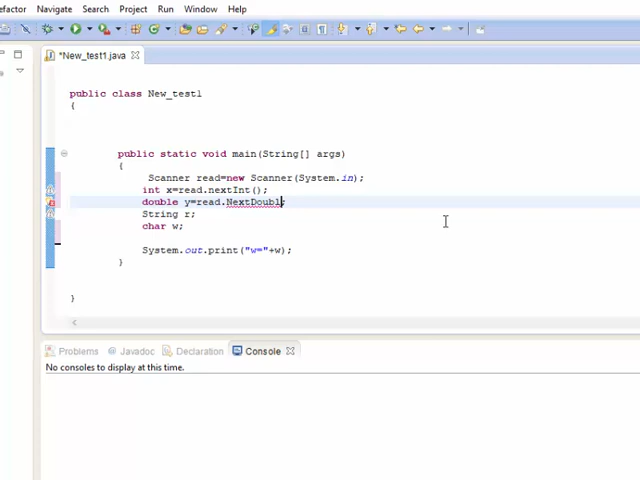 efactor Navigate Search Project Run Window Help
*New_test1.java
public class New_test1
{
public static void main(String[] args)
{
Scanner read=new Scanner(System.in);
int x=read.nextInt();
double y=read.NextDoubl;
String r;
char w;
System.out.print("w="+w);
}
}
Problems @ Javadoc Declaration Console
No consoles to display at this time.